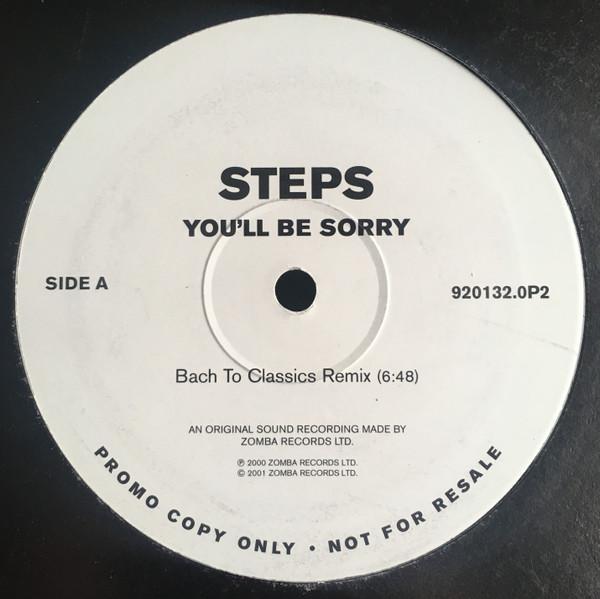 STEPS
YOU'LL BE SORRY
SIDE A
920132.0P2
Bach To Classics Remix (6:48)
AN ORIGINAL SOUND RECORDING MADE BY
ZOMBA RECORDS LTD.
℗ 2000 ZOMBA RECORDS LTD.
© 2001 ZOMBA RECORDS LTD.
PROMO COPY ONLY • NOT FOR RESALE